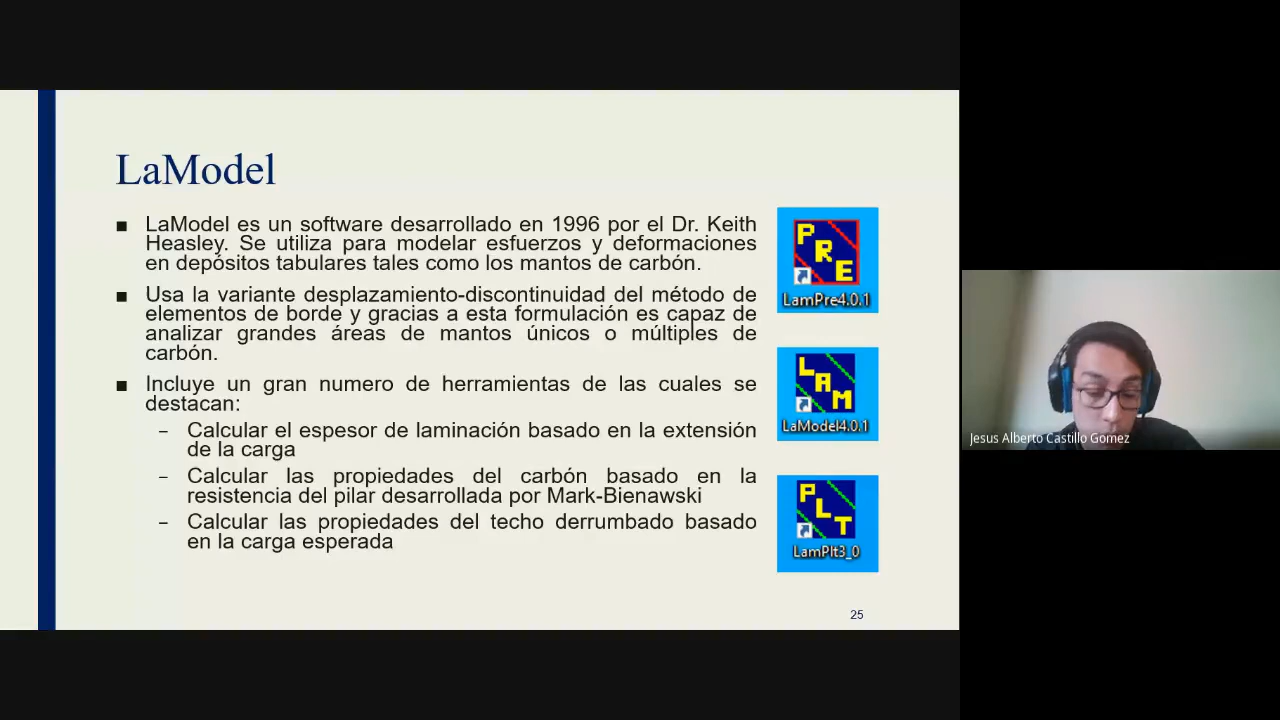 LaModel
■ LaModel es un software desarrollado en 1996 por el Dr. Keith
Heasley. Se utiliza para modelar esfuerzos y deformaciones
en depósitos tabulares tales como los mantos de carbón.
■ Usa la variante desplazamiento-discontinuidad del método de
elementos de borde y gracias a esta formulación es capaz de
analizar grandes áreas de mantos únicos o múltiples de
carbón.
■ Incluye un gran numero de herramientas de las cuales se
destacan:
– Calcular el espesor de laminación basado en la extensión
de la carga
– Calcular las propiedades del carbón basado en la
resistencia del pilar desarrollada por Mark-Bienawski
– Calcular las propiedades del techo derrumbado basado
en la carga esperada
PRE
LamPre4.0.1
LAM
LaModel4.0.1
PLT
LamPlt3_0
25
Jesus Alberto Castillo Gomez